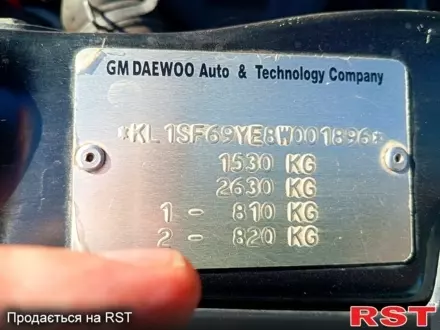 GM DAEWOO Auto & Technology Company
*KL1SF69YE8W001896*
1530 KG
2630 KG
1 - 810 KG
2 - 820 KG
Продається на RST
RST